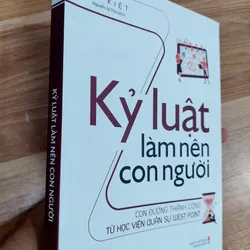 KIỆT
Kỷ luật
làm nên
con người
CON ĐƯỜNG THÀNH CÔNG
TỪ HỌC VIỆN QUÂN SỰ WEST POINT
KỶ LUẬT LÀM NÊN CON NGƯỜI